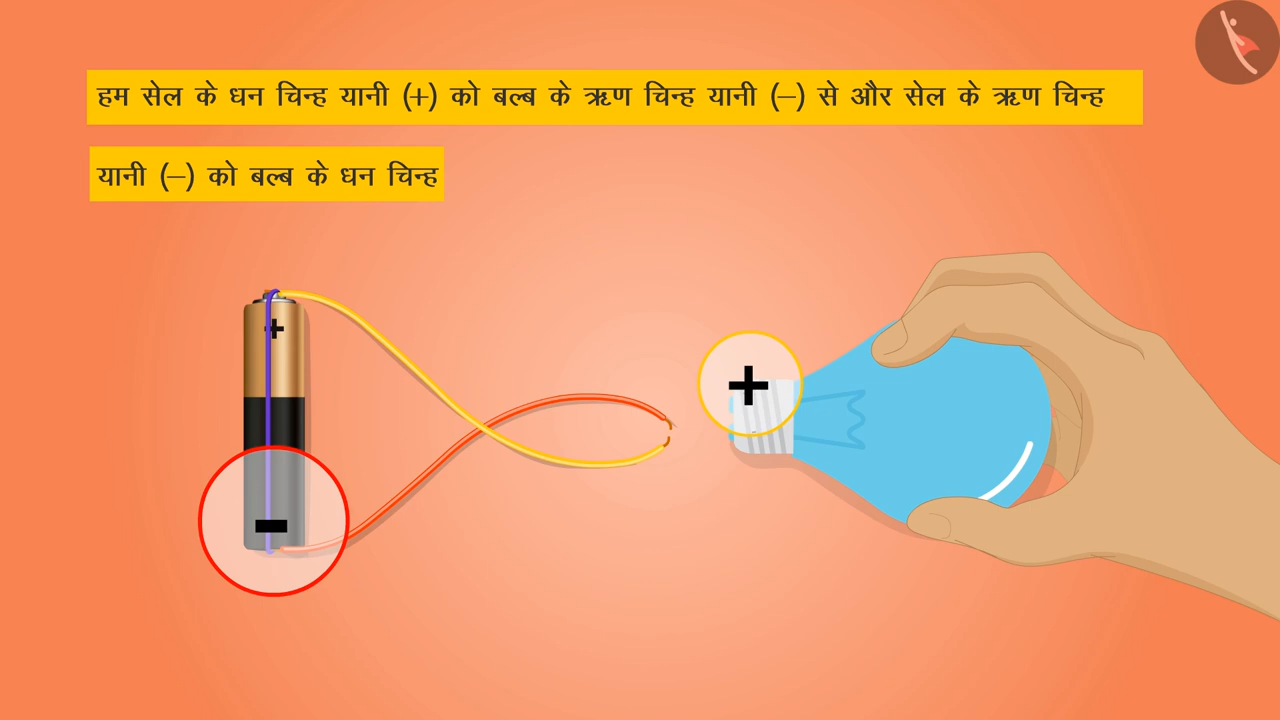 हम सेल के धन चिन्ह यानी (+) को बल्ब के ऋण चिन्ह यानी (–) से और सेल के ऋण चिन्ह
यानी (–) को बल्ब के धन चिन्ह
+
+
–